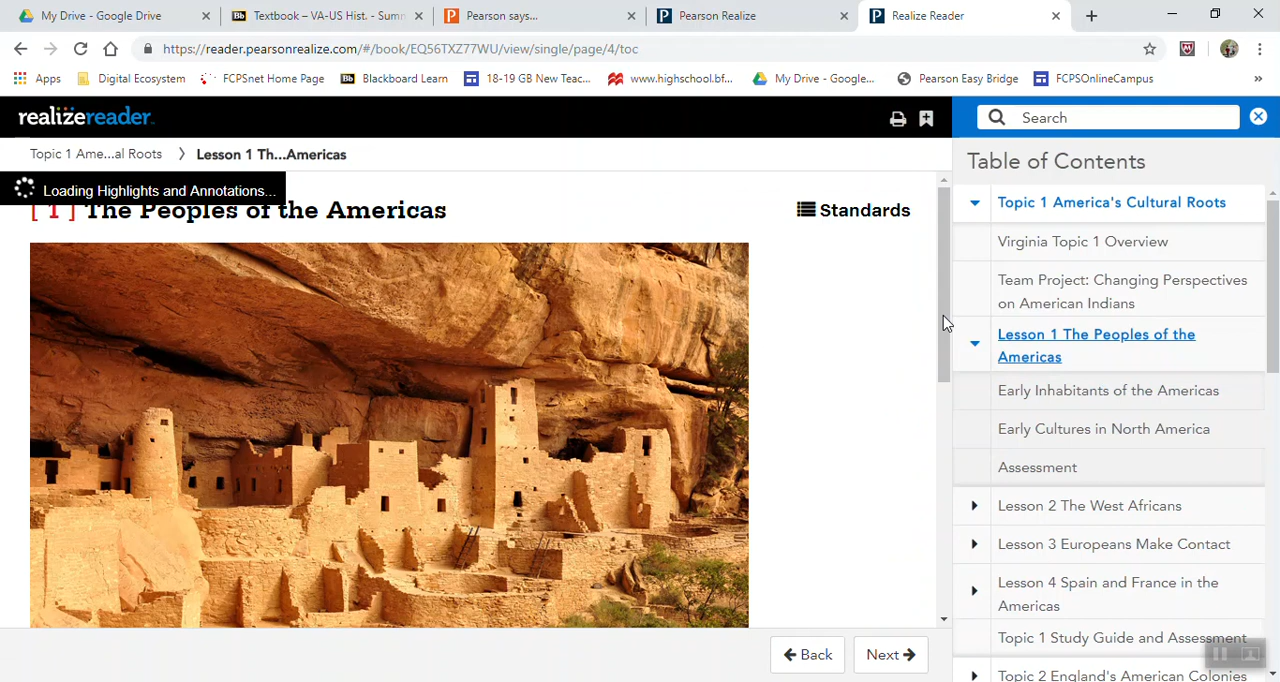 My Drive - Google Drive
Textbook – VA-US Hist. - Summ
Pearson says...
Pearson Realize
Realize Reader
https://reader.pearsonrealize.com/#/book/EQ56TXZ77WU/view/single/page/4/toc
Apps
Digital Ecosystem
FCPSnet Home Page
Bb
Blackboard Learn
18-19 GB New Teac...
www.highschool.bf...
My Drive - Google...
Pearson Easy Bridge
FCPSOnlineCampus
»
realizereader
Search
Topic 1 Ame...al Roots
Lesson 1 Th...Americas
Table of Contents
Loading Highlights and Annotations...
[ T ] The Peoples of the Americas
Standards
Topic 1 America's Cultural Roots
Virginia Topic 1 Overview
Team Project: Changing Perspectives
on American Indians
Lesson 1 The Peoples of the
Americas
Early Inhabitants of the Americas
Early Cultures in North America
Assessment
Lesson 2 The West Africans
Lesson 3 Europeans Make Contact
Lesson 4 Spain and France in the
Americas
Topic 1 Study Guide and Assessment
Topic 2 England's American Colonies
Back
Next